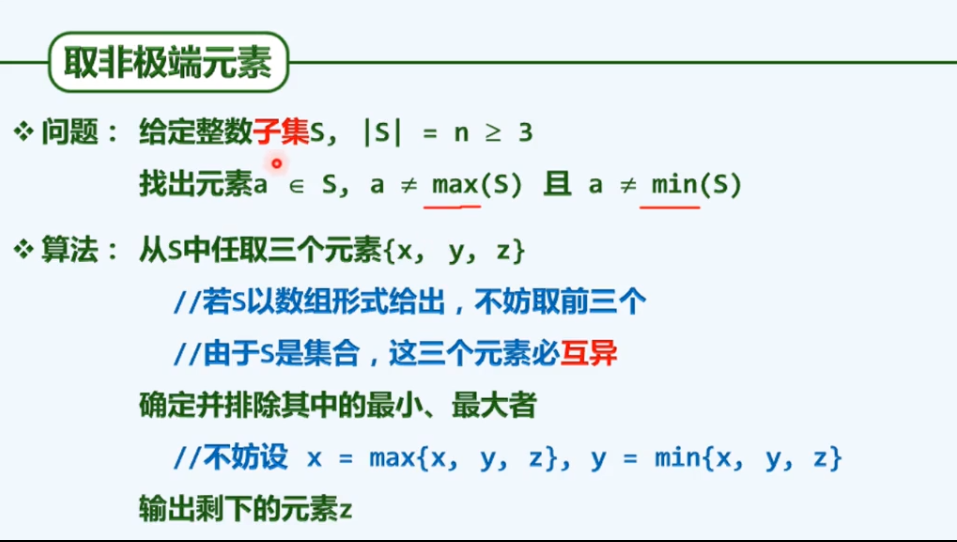 取非极端元素
❖ 问题： 给定整数子集S, |S| = n ≥ 3
找出元素a ∈ S, a ≠ max(S) 且 a ≠ min(S)
❖ 算法： 从S中任取三个元素{x, y, z}
//若S以数组形式给出，不妨取前三个
//由于S是集合，这三个元素必互异
确定并排除其中的最小、最大者
//不妨设 x = max{x, y, z}, y = min{x, y, z}
输出剩下的元素z